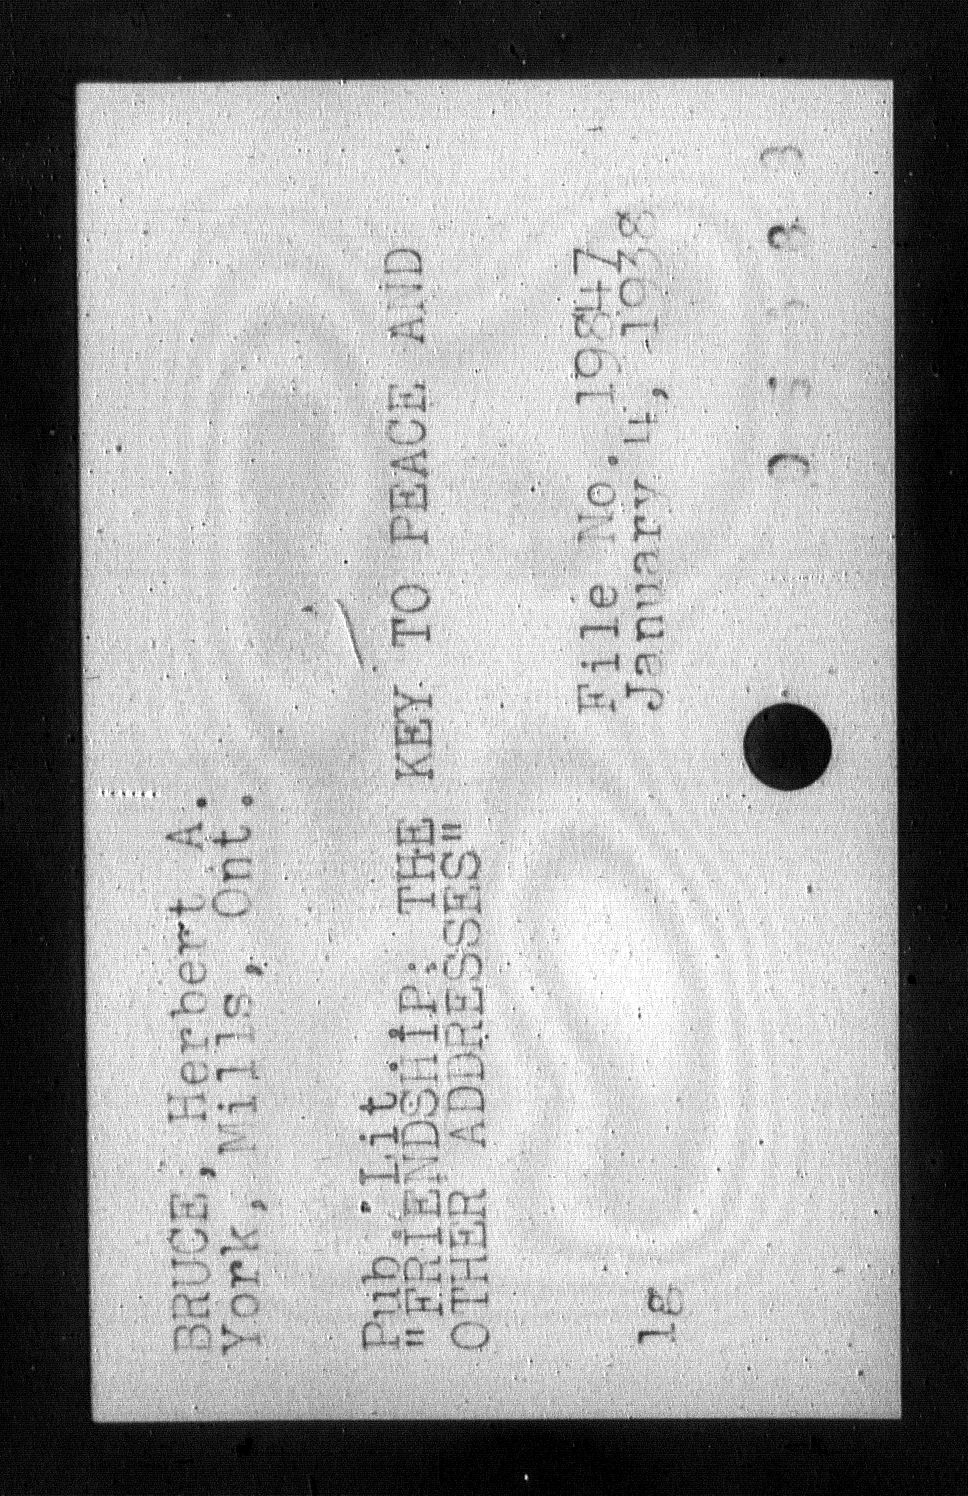 BRUCE, Herbert A.
York, Mills, Ont.
Pub. Lit.
"FRIENDSHIP: THE KEY TO PEACE AND
OTHER ADDRESSES"
File No. 19847
January 4, 1938
lg